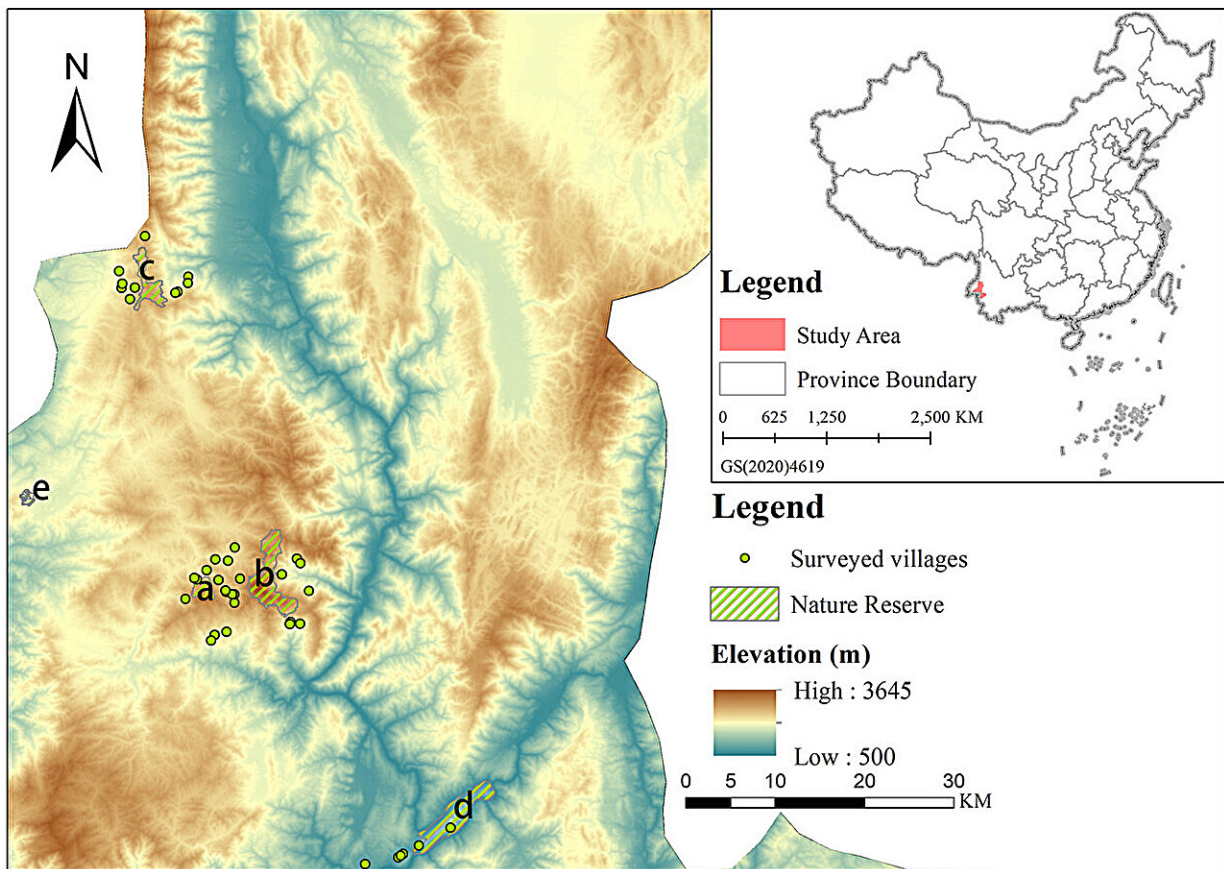 N
c
e
a
b
d
Legend
Study Area
Province Boundary
0 625 1,250 2,500 KM
GS(2020)4619
Legend
Surveyed villages
Nature Reserve
Elevation (m)
High : 3645
Low : 500
0 5 10 20 30
KM